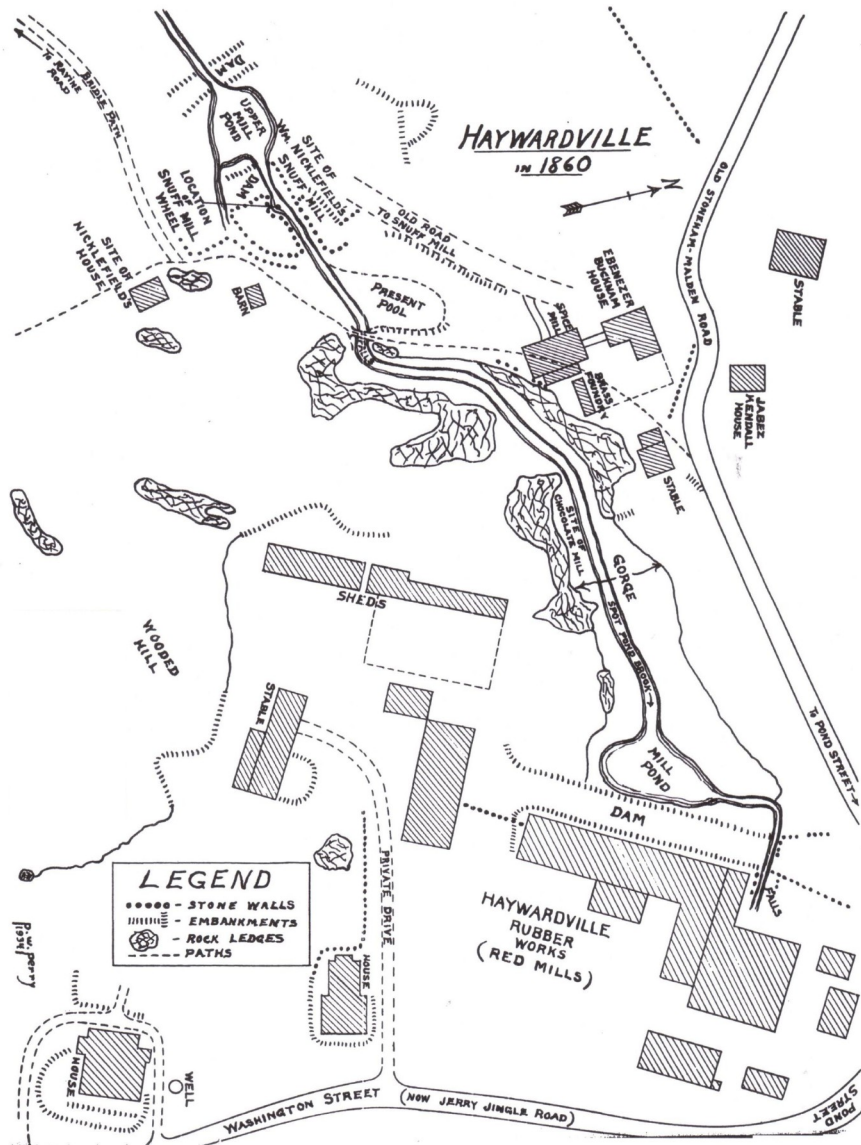 HAYWARDVILLE
IN 1860
N
TO RAVINE
ROAD
BRIDLE PATH
DAM
UPPER
MILL
POND
DAM
SITE OF
WM NICKLEFIELD'S
SNUFF MILL
LOCATION
OF
SNUFF MILL
WHEEL
OLD ROAD
TO SNUFF MILL
SITE OF
NICKLEFIELD'S
HOUSE
BARN
PRESENT
POOL
EBENEZER
BUCKNAM
HOUSE
SPICE
MILL
BRASS
FOUNDRY
STABLE
OLD STONEHAM-MALDEN ROAD
STABLE
JABEZ
KENDALL
HOUSE
SITE OF
CHOCOLATE MILL
GORGE
SPOT POND BROOK
TO POND STREET
SHEDS
WOODED
HILL
STABLE
MILL
POND
DAM
FALLS
PRIVATE DRIVE
HAYWARDVILLE
RUBBER
WORKS
(RED MILLS)
LEGEND
- STONE WALLS
- EMBANKMENTS
- ROCK LEDGES
- PATHS
D.W. Perry
1934
HOUSE
HOUSE
WELL
WASHINGTON STREET (NOW JERRY JINGLE ROAD)
POND
STREET